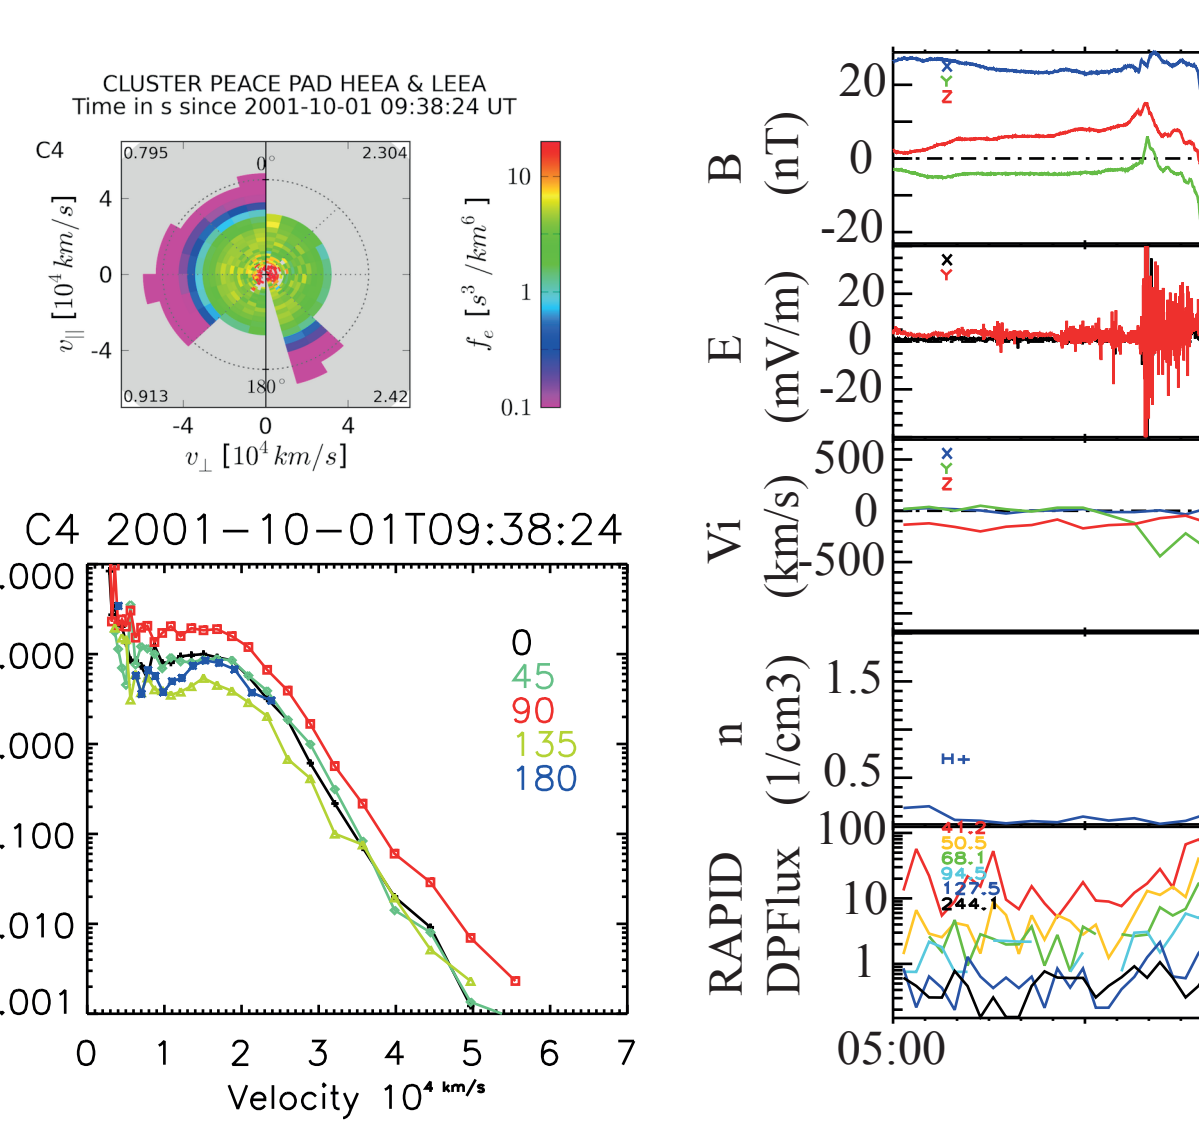 CLUSTER PEACE PAD HEEA & LEEA
Time in s since 2001-10-01 09:38:24 UT
C4
0.795
2.304
0°
180°
0.913
2.42
4
0
-4
v∥ [10⁴ km/s]
-4
0
4
v⊥ [10⁴ km/s]
10
1
0.1
fₑ [s³/km⁶]
C4 2001-10-01T09:38:24
.000
.000
.000
.100
.010
.001
0
45
90
135
180
0
1
2
3
4
5
6
7
Velocity 10⁴ km/s
B
(nT)
20
0
-20
X
Y
Z
E
(mV/m)
20
0
-20
X
Y
Vi
(km/s)
500
0
-500
X
Y
Z
n
(1/cm3)
1.5
0.5
H+
RAPID
DPFlux
100
10
1
41.2
50.5
68.1
94.5
127.5
244.1
05:00